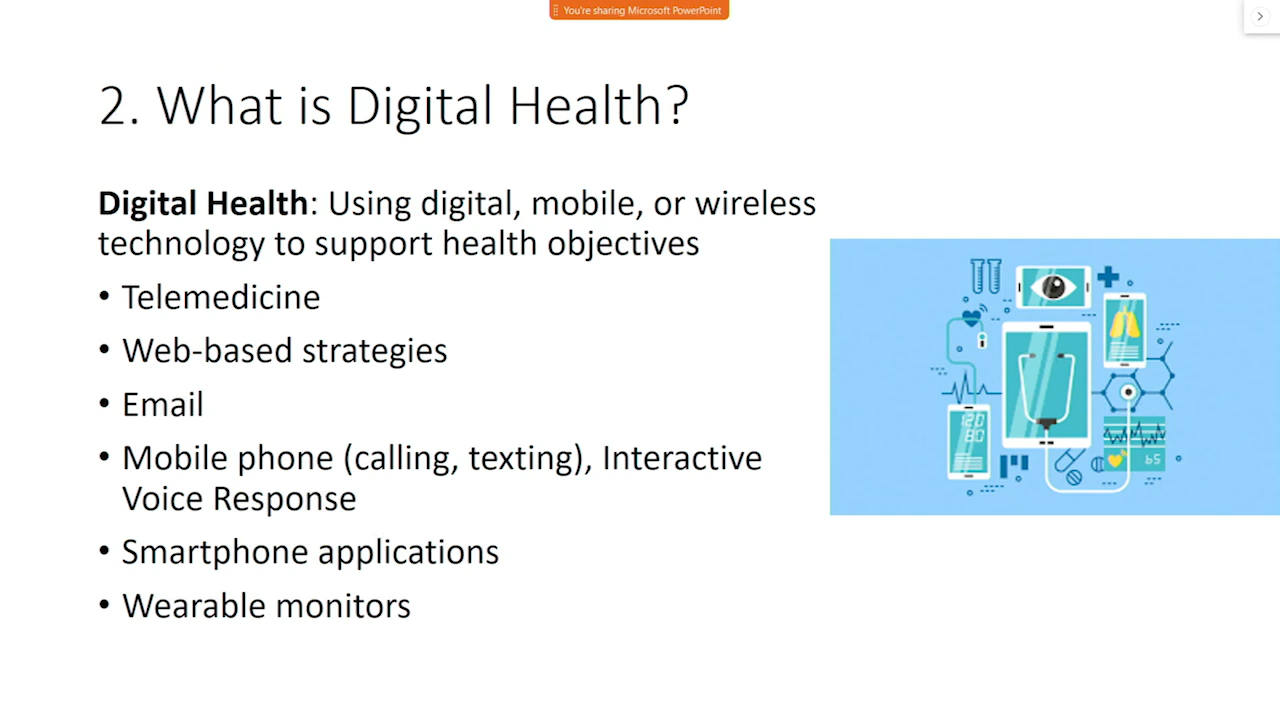 You're sharing Microsoft PowerPoint
2. What is Digital Health?
Digital Health: Using digital, mobile, or wireless
technology to support health objectives
• Telemedicine
• Web-based strategies
• Email
• Mobile phone (calling, texting), Interactive
Voice Response
• Smartphone applications
• Wearable monitors
120
80
65